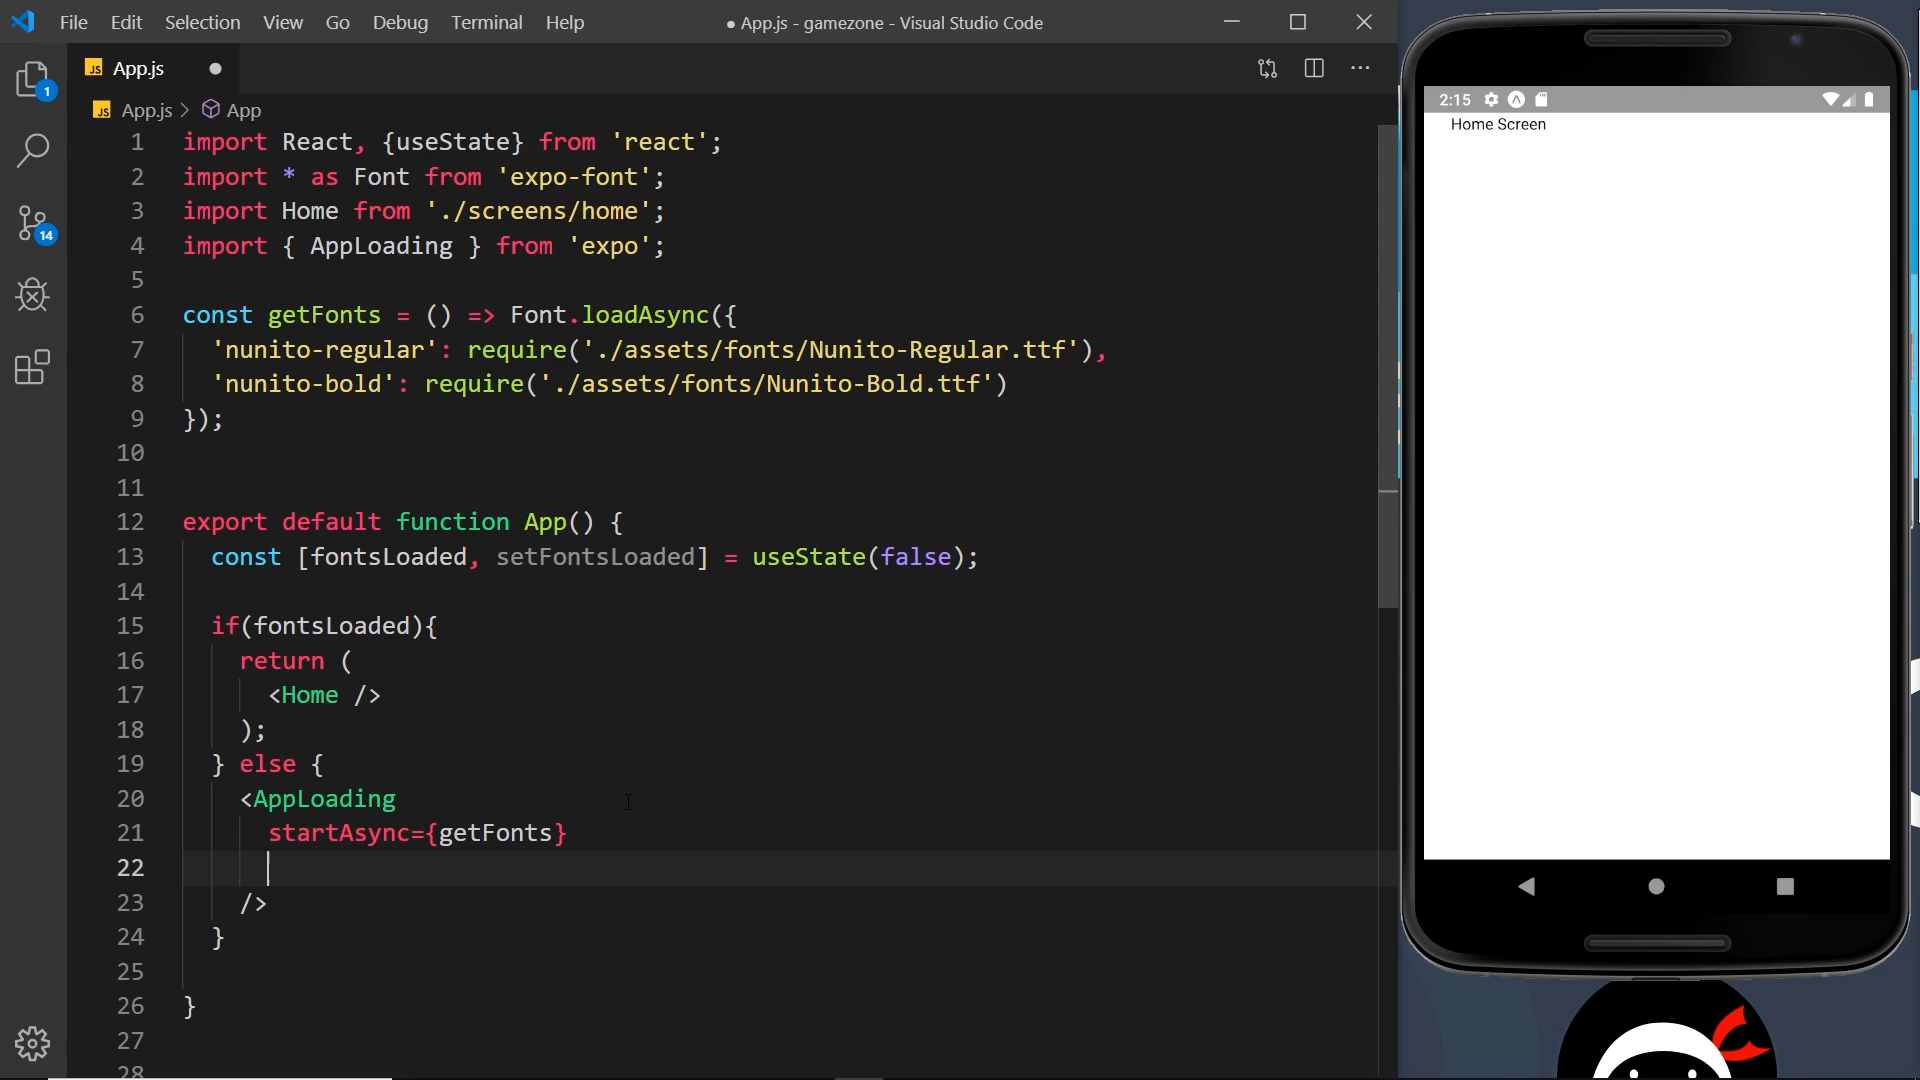 File Edit Selection View Go Debug Terminal Help
● App.js - gamezone - Visual Studio Code
JS App.js
1
JS App.js > App
14
1 import React, {useState} from 'react';
2 import * as Font from 'expo-font';
3 import Home from './screens/home';
4 import { AppLoading } from 'expo';
5
6 const getFonts = () => Font.loadAsync({
7 'nunito-regular': require('./assets/fonts/Nunito-Regular.ttf'),
8 'nunito-bold': require('./assets/fonts/Nunito-Bold.ttf')
9 });
10
11
12 export default function App() {
13 const [fontsLoaded, setFontsLoaded] = useState(false);
14
15 if(fontsLoaded){
16 return (
17 <Home />
18 );
19 } else {
20 <AppLoading
21 startAsync={getFonts}
22
23 />
24 }
25
26 }
27
28
2:15
Home Screen